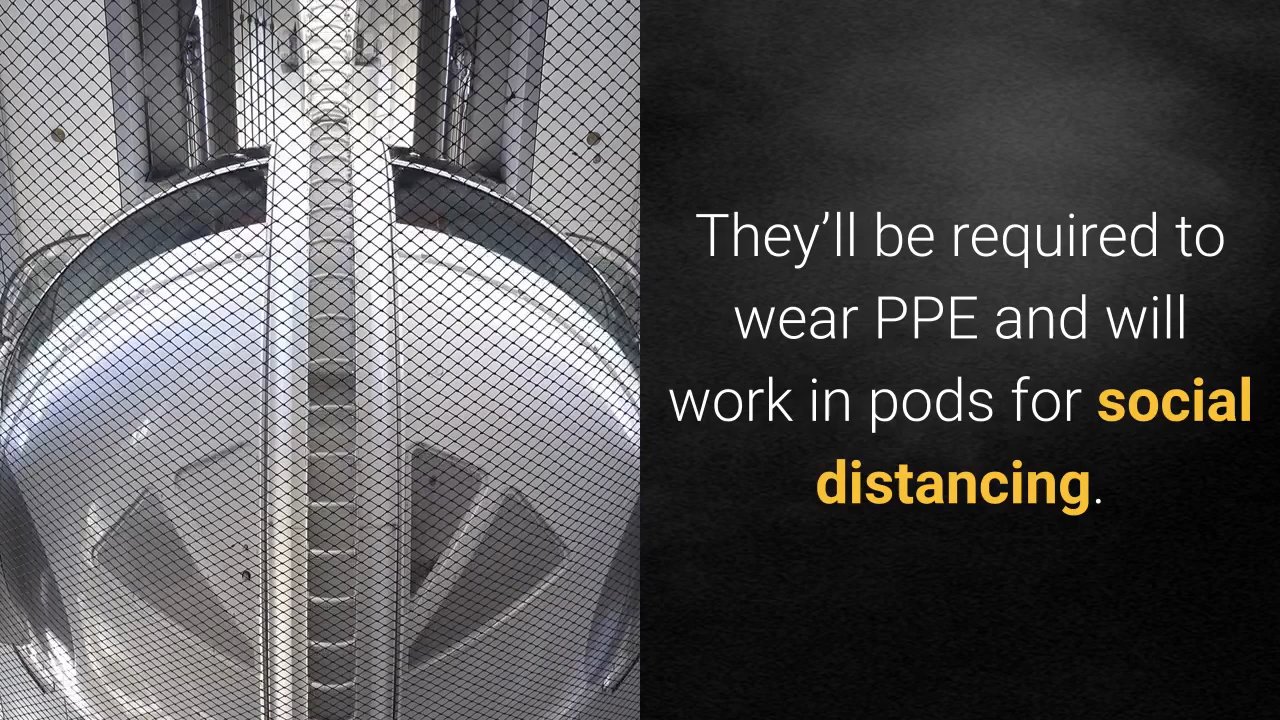 They’ll be required to
wear PPE and will
work in pods for social
distancing.